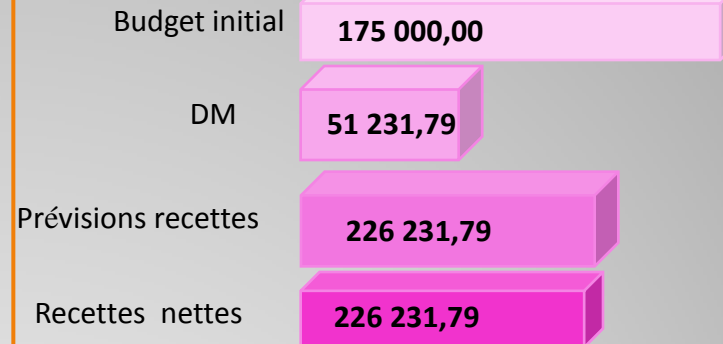 Budget initial 175 000,00
DM 51 231,79
Prévisions recettes 226 231,79
Recettes nettes 226 231,79